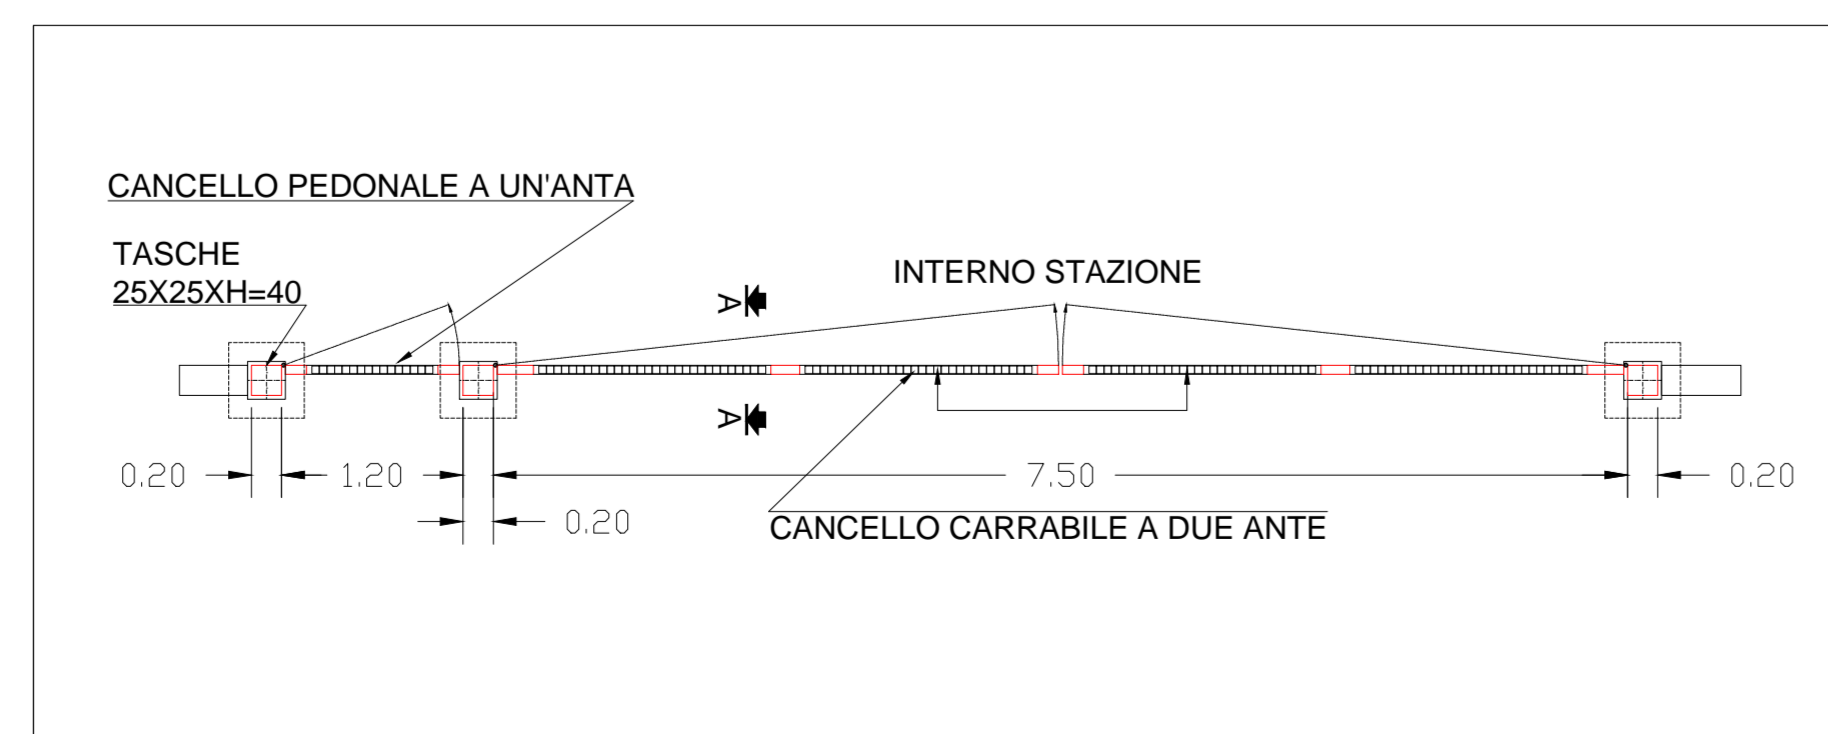 CANCELLO PEDONALE A UN'ANTA
TASCHE
25X25XH=40
INTERNO STAZIONE
A
A
0.20
1.20
7.50
0.20
0.20
CANCELLO CARRABILE A DUE ANTE